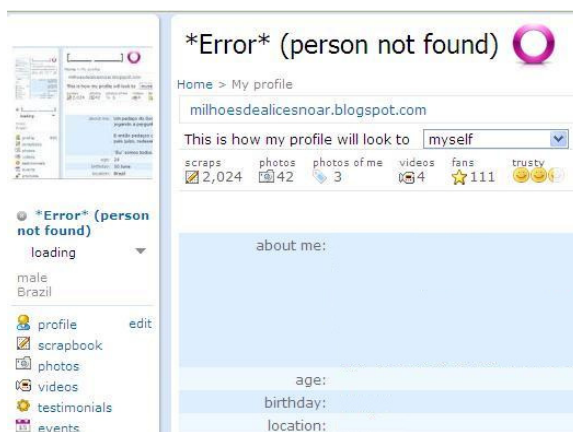 *Error* (person not found)
Home > My profile
milhoesdealicesnoar.blogspot.com
This is how my profile will look to myself
scraps photos photos of me videos fans trusty
2,024 42 3 4 111
*Error* (person
not found)
loading
male
Brazil
profile edit
scrapbook
photos
videos
testimonials
events
about me:
age:
birthday:
location: